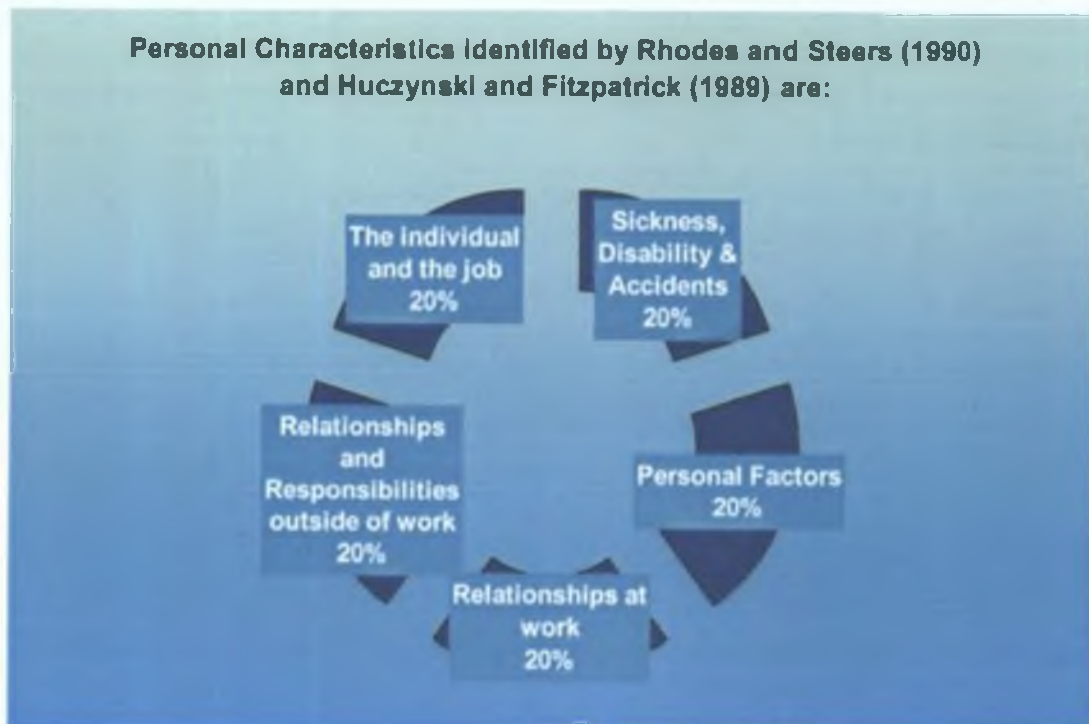 Personal Characteristics identified by Rhodes and Steers (1990)
and Huczynski and Fitzpatrick (1989) are:
The individual
and the job
20%
Sickness,
Disability &
Accidents
20%
Relationships
and
Responsibilities
outside of work
20%
Personal Factors
20%
Relationships at
work
20%